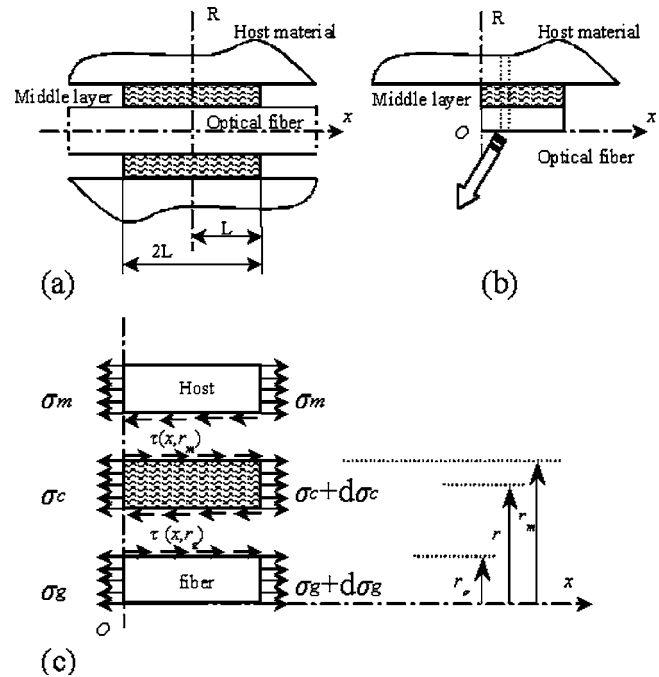 R
Host material
Middle layer
Optical fiber
x
L
2L
(a)
R
Host material
Middle layer
O
x
Optical fiber
(b)
σm
Host
σm
τ(x,rm)
σc
σc+dσc
τ (x,rg)
σg
fiber
σg+dσg
r
rm
x
O
(c)